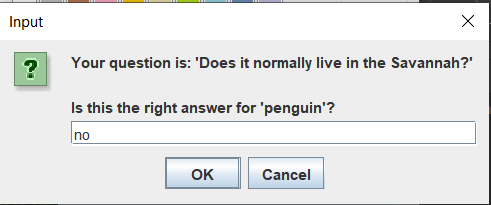 Input
Your question is: 'Does it normally live in the Savannah?'
Is this the right answer for 'penguin'?
no
OK
Cancel